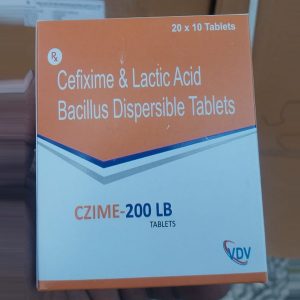 20 x 10 Tablets
Rx
Cefixime & Lactic Acid
Bacillus Dispersible Tablets
CZIME-200 LB
TABLETS
VDV